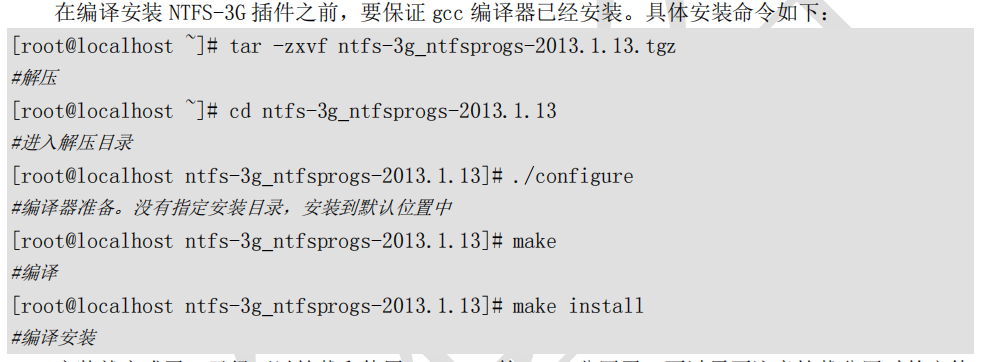 在编译安装 NTFS-3G 插件之前，要保证 gcc 编译器已经安装。具体安装命令如下：
[root@localhost ~]# tar -zxvf ntfs-3g_ntfsprogs-2013.1.13.tgz
#解压
[root@localhost ~]# cd ntfs-3g_ntfsprogs-2013.1.13
#进入解压目录
[root@localhost ntfs-3g_ntfsprogs-2013.1.13]# ./configure
#编译器准备。没有指定安装目录，安装到默认位置中
[root@localhost ntfs-3g_ntfsprogs-2013.1.13]# make
#编译
[root@localhost ntfs-3g_ntfsprogs-2013.1.13]# make install
#编译安装